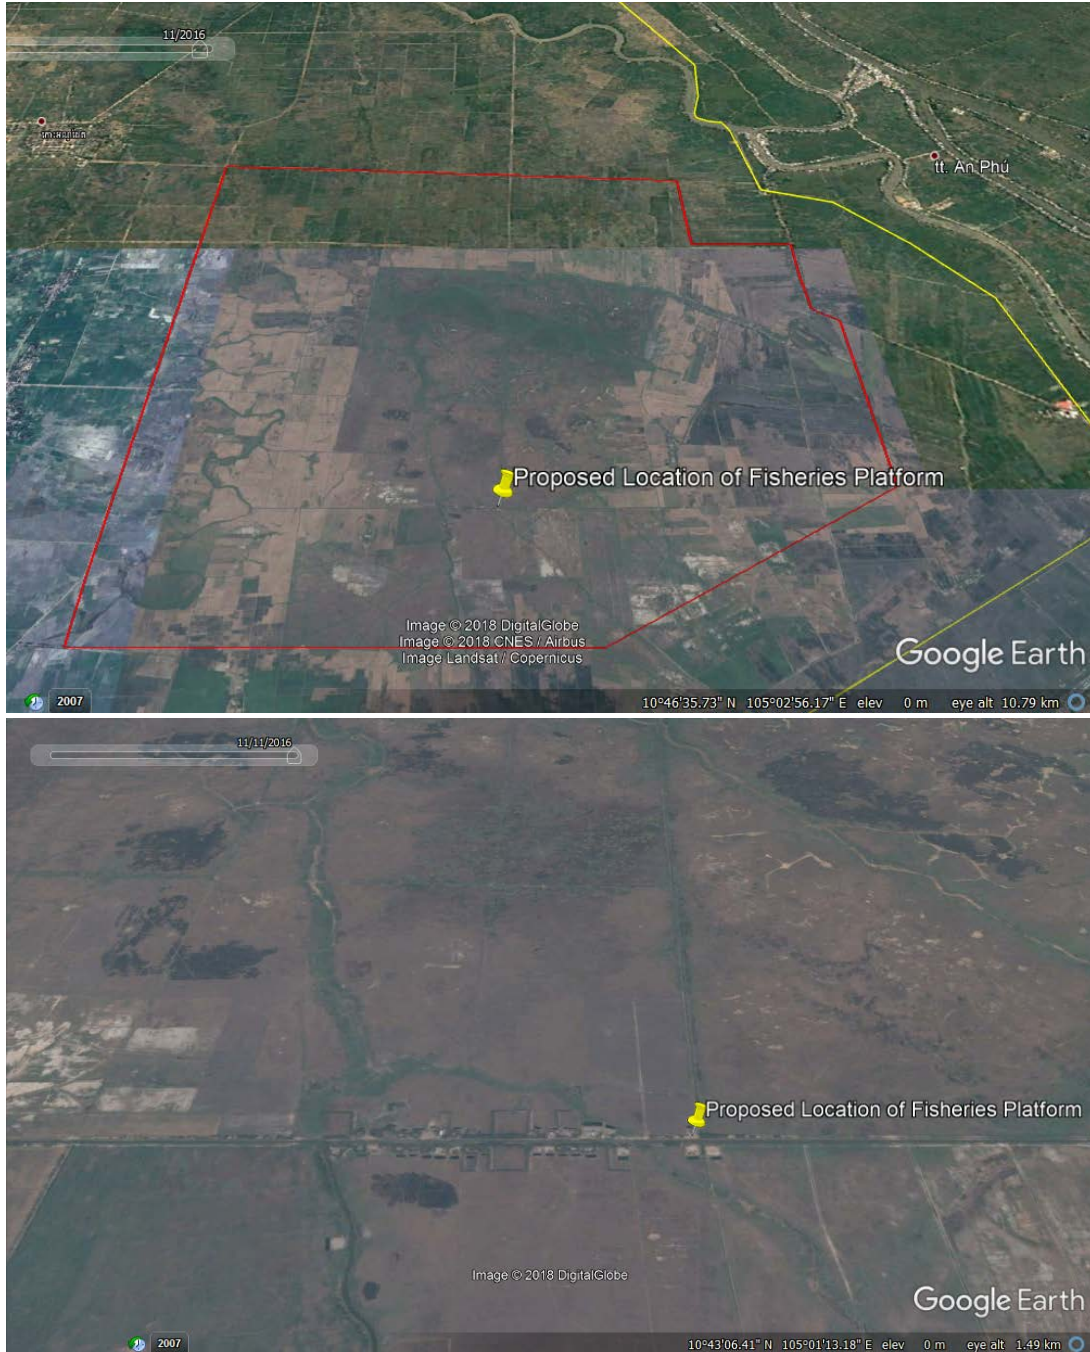 11/2016
tt. An Phú
Proposed Location of Fisheries Platform
Image © 2018 DigitalGlobe
Image © 2018 CNES / Airbus
Image Landsat / Copernicus
Google Earth
2007
10°46'35.73" N 105°02'56.17" E elev 0 m eye alt 10.79 km
11/11/2016
Proposed Location of Fisheries Platform
Image © 2018 DigitalGlobe
Google Earth
2007
10°43'06.41" N 105°01'13.18" E elev 0 m eye alt 1.49 km